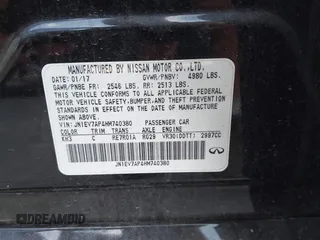 MANUFACTURED BY NISSAN MOTOR CO.,LTD.
DATE:
01/17 GVWR/PNBV: 4980 LBS.
GAWR/PNBE FR: 2546 LBS. RR: 2513 LBS.
THIS VEHICLE CONFORMS TO ALL APPLICABLE FEDERAL
MOTOR VEHICLE SAFETY,BUMPER,AND THEFT PREVENTION
STANDARDS IN EFFECT ON THE DATE OF MANUFACTURE
SHOWN ABOVE.
VIN:JN1EV7AP4HM740380 PASSENGER CAR
COLOR TRIM TRANS AXLE ENGINE
KH3 C RE7R01A RG29 VR30(DDTT) 2997CC
JN1EV7AP4HM740380
INFINITI
DREAMBID